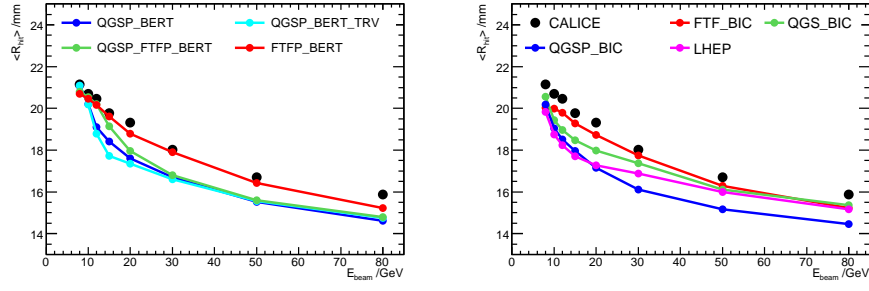 <R_hit> /mm
QGSP_BERT
QGSP_BERT_TRV
QGSP_FTFP_BERT
FTFP_BERT
24
22
20
18
16
14
0 10 20 30 40 50 60 70 80
E_beam /GeV
<R_hit> /mm
CALICE
FTF_BIC
QGS_BIC
QGSP_BIC
LHEP
24
22
20
18
16
14
0 10 20 30 40 50 60 70 80
E_beam /GeV